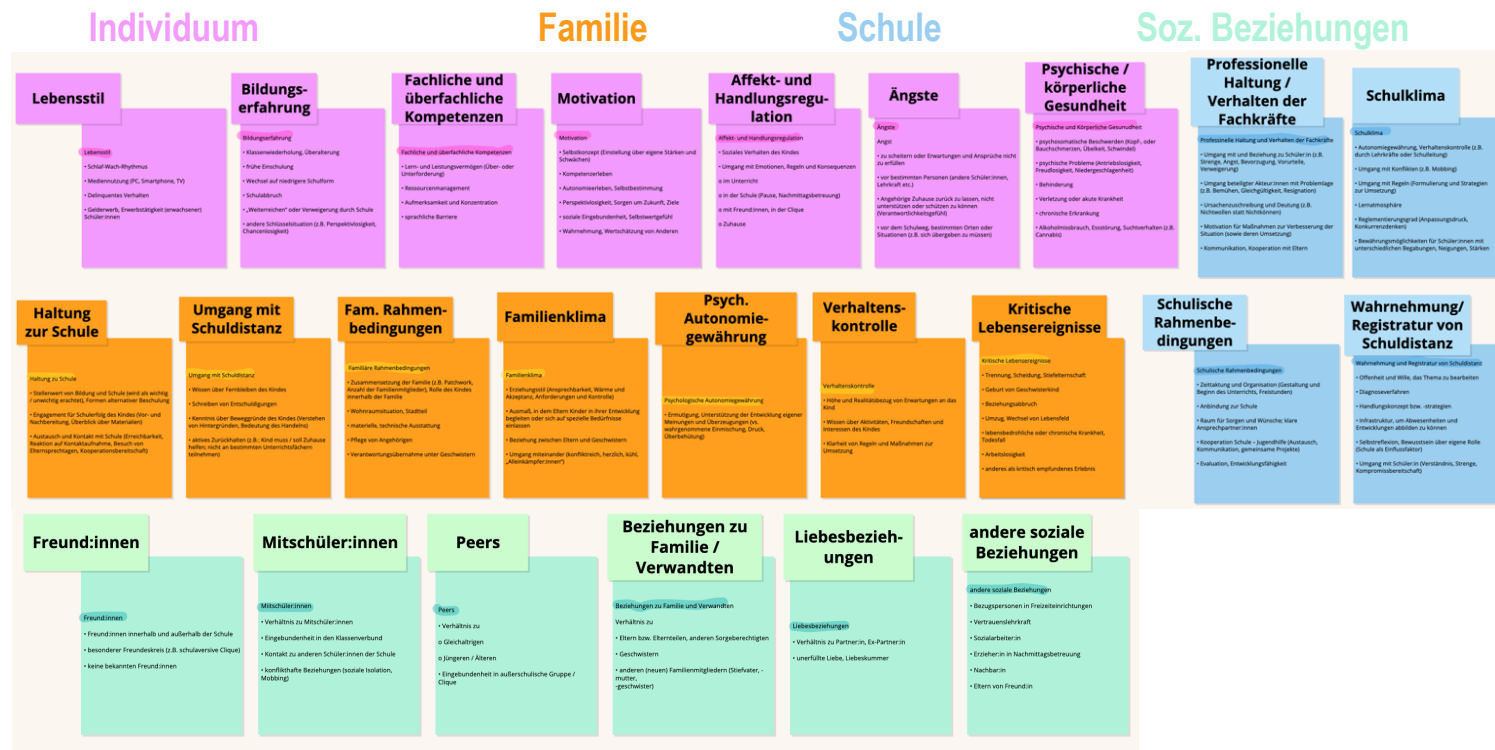 Individuum
Familie
Schule
Soz. Beziehungen
Lebensstil
Lebensstil
• Schlaf-Wach-Rhythmus
• Mediennutzung (PC, Smartphone, TV)
• Delinquentes Verhalten
• Gelderwerb, Erwerbstätigkeit (erwachsener)
Schüler:innen
Bildungs-
erfahrung
Bildungserfahrung
• Klassenwiederholung, Überalterung
• frühe Einschulung
• Wechsel auf niedrigere Schulform
• Schulabbruch
• „Weiterreichen" oder Verweigerung durch Schule
• andere Schlüsselsituation (z.B. Perspektivlosigkeit,
Chancenlosigkeit)
Fachliche und
überfachliche
Kompetenzen
Fachliche und überfachliche Kompetenzen
• Lern- und Leistungsvermögen (Über- oder
Unterforderung)
• Ressourcenmanagement
• Aufmerksamkeit und Konzentration
• sprachliche Barriere
Motivation
Motivation
• Selbstkonzept (Einstellung über eigene Stärken und
Schwächen)
• Kompetenzerleben
• Autonomieerleben, Selbstbestimmung
• Perspektivlosigkeit, Sorgen um Zukunft, Ziele
• soziale Eingebundenheit, Selbstwertgefühl
• Wahrnehmung, Wertschätzung von Anderen
Affekt- und
Handlungsregu-
lation
Affekt- und Handlungsregulation
• Soziales Verhalten des Kindes
• Umgang mit Emotionen, Regeln und Konsequenzen
o im Unterricht
o in der Schule (Pause, Nachmittagsbetreuung)
o mit Freund:innen, in der Clique
o Zuhause
Ängste
Ängste
Angst
• zu scheitern oder Erwartungen und Ansprüche nicht
zu erfüllen
• vor bestimmten Personen (andere Schüler:innen,
Lehrkraft etc.)
• Angehörige Zuhause zurück zu lassen, nicht
unterstützen oder schützen zu können
(Verantwortlichkeitsgefühl)
• vor dem Schulweg, bestimmten Orten oder
Situationen (z.B. sich übergeben zu müssen)
Psychische /
körperliche
Gesundheit
Psychische und Körperliche Gesunudheit
• psychosomatische Beschwerden (Kopf-, oder
Bauchschmerzen, Übelkeit, Schwindel)
• psychische Probleme (Antriebslosigkeit,
Freudlosigkeit, Niedergeschlagenheit)
• Behinderung
• Verletzung oder akute Krankheit
• chronische Erkrankung
• Alkoholmissbrauch, Essstörung, Suchtverhalten (z.B.
Cannabis)
Professionelle
Haltung /
Verhalten der
Fachkräfte
Professinelle Haltung und Verhalten der Fachkräfte
• Umgang mit und Beziehung zu Schüler:in (z.B.
Strenge, Angst, Bevorzugung, Vorurteile,
Verweigerung)
• Umgang beteiligter Akteur:innen mit Problemlage
(z.B. Bemühen, Gleichgültigkeit, Resignation)
• Ursachenzuschreibung und Deutung (z.B.
Nichtwollen statt Nichtkönnen)
• Motivation für Maßnahmen zur Verbesserung der
Situation (sowie deren Umsetzung)
• Kommunikation, Kooperation mit Eltern
Schulklima
Schulklima
• Autonomiegewährung, Verhaltenskontrolle (z.B.
durch Lehrkräfte oder Schulleitung)
• Umgang mit Konflikten (z.B. Mobbing)
• Umgang mit Regeln (Formulierung und Strategien
zur Umsetzung)
• Lernatmosphäre
• Reglementierungsgrad (Anpassungsdruck,
Konkurrenzdenken)
• Bewährungsmöglichkeiten für Schüler:innen mit
unterschiedlichen Begabungen, Neigungen, Stärken
Haltung
zur Schule
Haltung zu Schule
• Stellenwert von Bildung und Schule (wird als wichtig
/ unwichtig erachtet), Formen alternativer Beschulung
• Engagement für Schulerfolg des Kindes (Vor- und
Nachbereitung, Überblick über Materialien)
• Austausch und Kontakt mit Schule (Erreichbarkeit,
Reaktion auf Kontaktaufnahme, Besuch von
Elternsprechtagen, Kooperationsbereitschaft)
Umgang mit
Schuldistanz
Umgang mit Schuldistanz
• Wissen über Fernbleiben des Kindes
• Schreiben von Entschuldigungen
• Kenntnis über Beweggründe des Kindes (Verstehen
von Hintergründen, Bedeutung des Handelns)
• aktives Zurückhalten (z.B.: Kind muss / soll Zuhause
helfen; nicht an bestimmten Unterrichtsfächern
teilnehmen)
Fam. Rahmen-
bedingungen
Familiäre Rahmenbedingungen
• Zusammensetzung der Familie (z.B. Patchwork,
Anzahl der Familienmitglieder), Rolle des Kindes
innerhalb der Familie
• Wohnraumsituation, Stadtteil
• materielle, technische Ausstattung
• Pflege von Angehörigen
• Verantwortungsübernahme unter Geschwistern
Familienklima
Familienklima
• Erziehungsstil (Ansprechbarkeit, Wärme und
Akzeptanz, Anforderungen und Kontrolle)
• Ausmaß, in dem Eltern Kinder in ihrer Entwicklung
begleiten oder sich auf spezielle Bedürfnisse
einlassen
• Beziehung zwischen Eltern und Geschwistern
• Umgang miteinander (konfliktreich, herzlich, kühl,
„Alleinkämpfer:innen")
Psych.
Autonomie-
gewährung
Psychologische Autonomiegewährung
• Ermutigung, Unterstützung der Entwicklung eigener
Meinungen und Überzeugungen (vs.
wahrgenommene Einmischung, Druck,
Überbehütung)
Verhaltens-
kontrolle
Verhaltenskontrolle
• Höhe und Realitätsbezug von Erwartungen an das
Kind
• Wissen über Aktivitäten, Freundschaften und
Interessen des Kindes
• Klarheit von Regeln und Maßnahmen zur
Umsetzung
Kritische
Lebensereignisse
Kritische Lebensereignisse
• Trennung, Scheidung, Stiefelternschaft
• Geburt von Geschwisterkind
• Beziehungsabbruch
• Umzug, Wechsel von Lebensfeld
• lebensbedrohliche oder chronische Krankheit,
Todesfall
• Arbeitslosigkeit
• anderes als kritisch empfundenes Erlebnis
Schulische
Rahmenbe-
dingungen
Schulische Rahmenbedingungen
• Zeittaktung und Organisation (Gestaltung und
Beginn des Unterrichts, Freistunden)
• Anbindung zur Schule
• Raum für Sorgen und Wünsche; klare
Ansprechpartner:innen
• Kooperation Schule – Jugendhilfe (Austausch,
Kommunikation, gemeinsame Projekte)
• Evaluation, Entwicklungsfähigkeit
Wahrnehmung/
Registratur von
Schuldistanz
Wahrnehmung und Registratur von Schuldistanz
• Offenheit und Wille, das Thema zu bearbeiten
• Diagnoseverfahren
• Handlungskonzept bzw. -strategien
• Infrastruktur, um Abwesenheiten und
Entwicklungen abbilden zu können
• Selbstreflexion, Bewusstsein über eigene Rolle
(Schule als Einflussfaktor)
• Umgang mit Schüler:in (Verständnis, Strenge,
Kompromissbereitschaft)
Freund:innen
Freund:innen
• Freund:innen innerhalb und außerhalb der Schule
• besonderer Freundeskreis (z.B. schulaversive Clique)
• keine bekannten Freund:innen
Mitschüler:innen
Mitschüler:innen
• Verhältnis zu Mitschüler:innen
• Eingebundenheit in den Klassenverbund
• Kontakt zu anderen Schüler:innen der Schule
• konflikthafte Beziehungen (soziale Isolation,
Mobbing)
Peers
Peers
• Verhältnis zu
o Gleichaltrigen
o Jüngeren / Älteren
• Eingebundenheit in außerschulische Gruppe /
Clique
Beziehungen zu
Familie /
Verwandten
Beziehungen zu Familie und Verwandten
Verhältnis zu
• Eltern bzw. Elternteilen, anderen Sorgeberechtigten
• Geschwistern
• anderen (neuen) Familienmitgliedern (Stiefvater, -
mutter,
-geschwister)
Liebesbezieh-
ungen
Liebesbeziehungen
• Verhältnis zu Partner:in, Ex-Partner:in
• unerfüllte Liebe, Liebeskummer
andere soziale
Beziehungen
andere soziale Beziehungen
• Bezugspersonen in Freizeiteinrichtungen
• Vertrauenslehrkraft
• Sozialarbeiter:in
• Erzieher:in in Nachmittagsbetreuung
• Nachbar:in
• Eltern von Freund:in